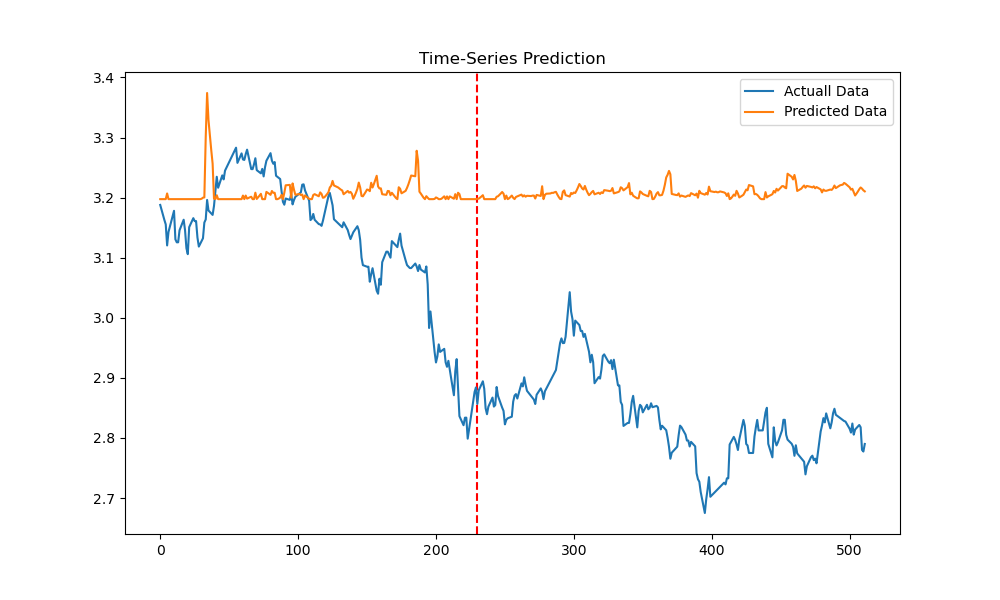 Time-Series Prediction
Actuall Data
Predicted Data
3.4
3.3
3.2
3.1
3.0
2.9
2.8
2.7
0 100 200 300 400 500